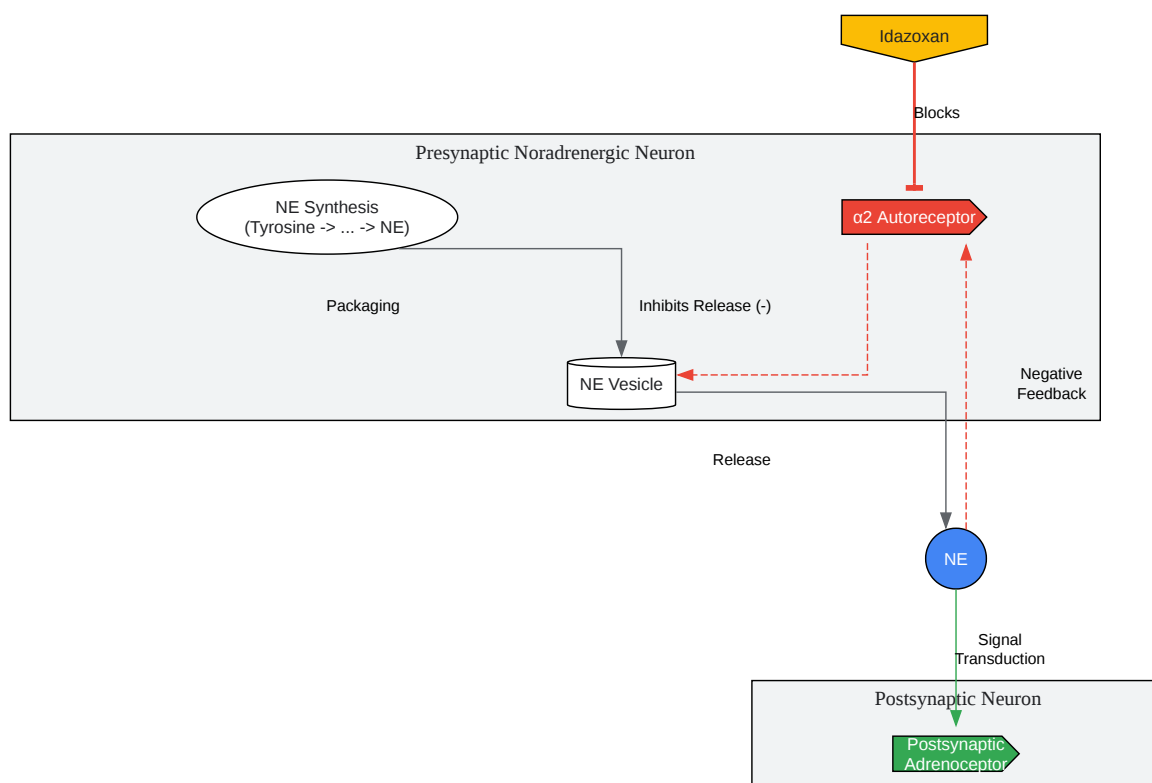 Idazoxan
Blocks
Presynaptic Noradrenergic Neuron
NE Synthesis
(Tyrosine -> ... -> NE)
α2 Autoreceptor
Packaging
Inhibits Release (-)
NE Vesicle
Negative
Feedback
Release
NE
Signal
Transduction
Postsynaptic Neuron
Postsynaptic
Adrenoceptor